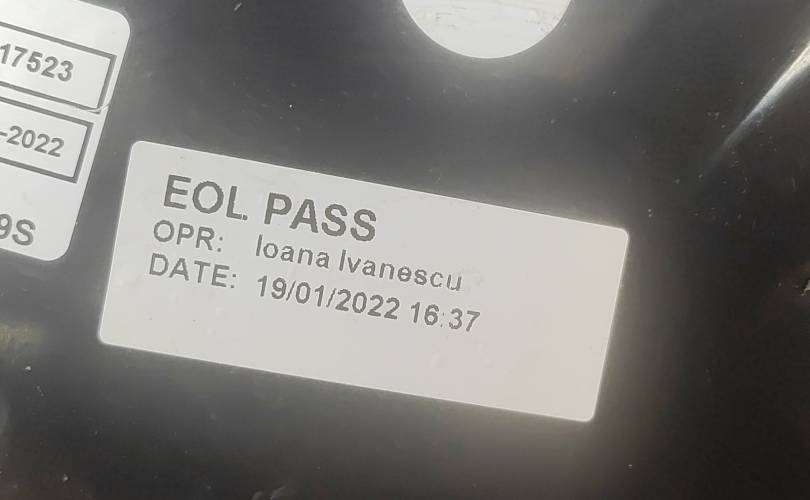 17523
-2022
9S
EOL PASS
OPR: Ioana Ivanescu
DATE: 19/01/2022 16:37